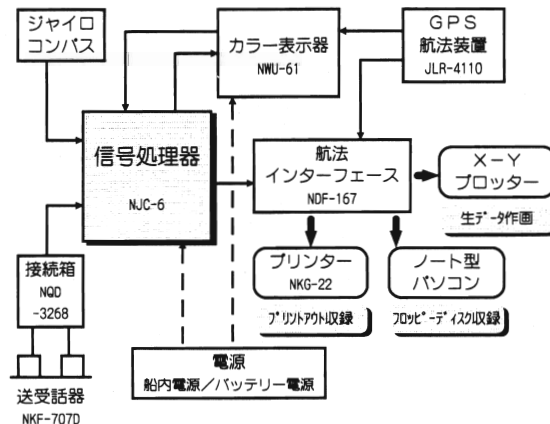 ジャイロ
コンパス
カラー表示器
NWU-61
GPS
航法装置
JLR-4110
信号処理器
NJC-6
航法
インターフェース
NDF-167
X-Y
プロッター
生データ作画
接続箱
NQD
-3268
プリンター
NKG-22
プリントアウト収録
ノート型
パソコン
フロッピーディスク収録
電源
船内電源/バッテリー電源
送受話器
NKF-707D